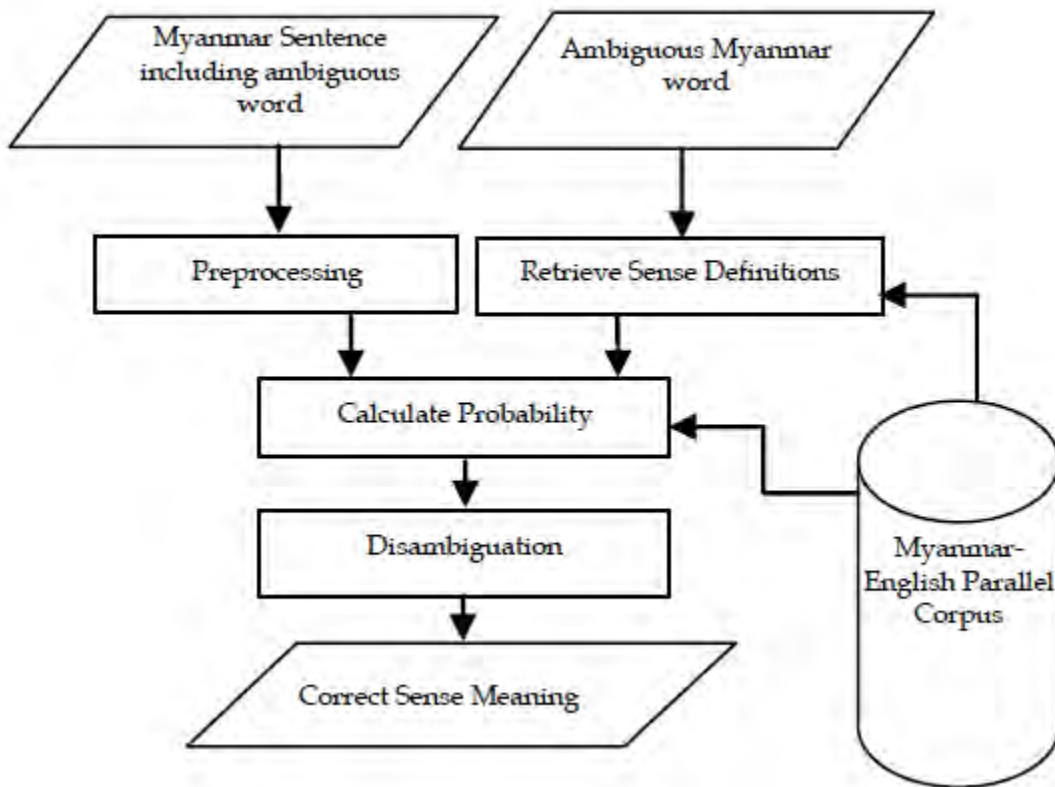 Myanmar Sentence
including ambiguous
word
Ambiguous Myanmar
word
Preprocessing
Retrieve Sense Definitions
Calculate Probability
Disambiguation
Myanmar-
English Parallel
Corpus
Correct Sense Meaning